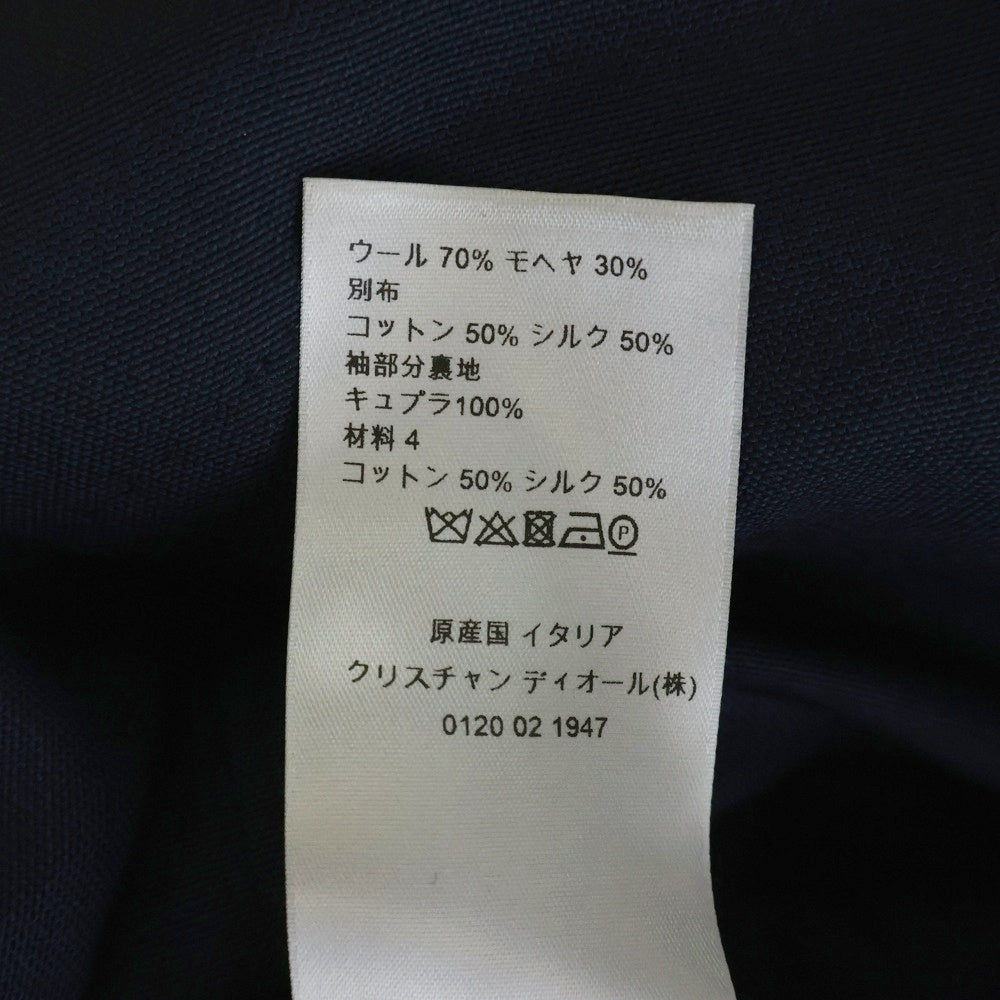 ウール 70% モヘヤ 30%
別布
コットン 50% シルク 50%
袖部分裏地
キュプラ100%
材料 4
コットン 50% シルク 50%
P
原産国 イタリア
クリスチャン ディオール(株)
0120 02 1947